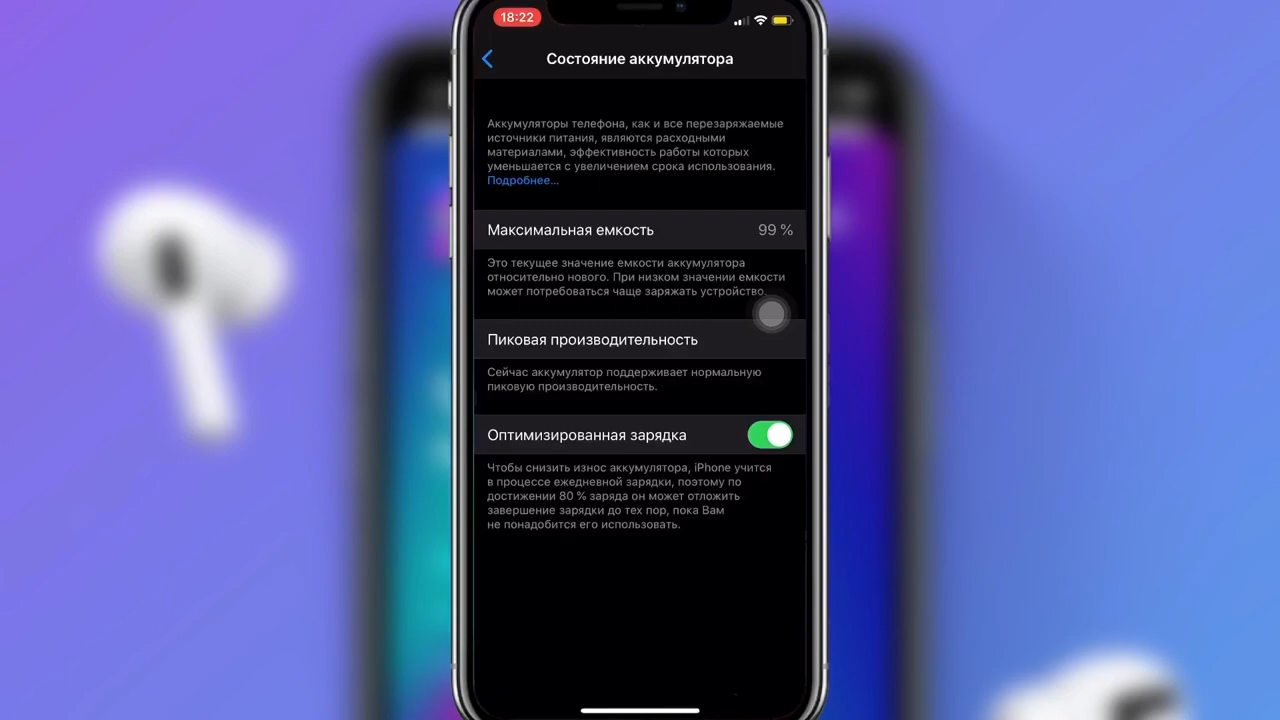 18:22
Состояние аккумулятора
Аккумуляторы телефона, как и все перезаряжаемые
источники питания, являются расходными
материалами, эффективность работы которых
уменьшается с увеличением срока использования.
Подробнее...
Максимальная емкость 99 %
Это текущее значение емкости аккумулятора
относительно нового. При низком значении емкости
может потребоваться чаще заряжать устройство.
Пиковая производительность
Сейчас аккумулятор поддерживает нормальную
пиковую производительность.
Оптимизированная зарядка
Чтобы снизить износ аккумулятора, iPhone учится
в процессе ежедневной зарядки, поэтому по
достижении 80 % заряда он может отложить
завершение зарядки до тех пор, пока Вам
не понадобится его использовать.